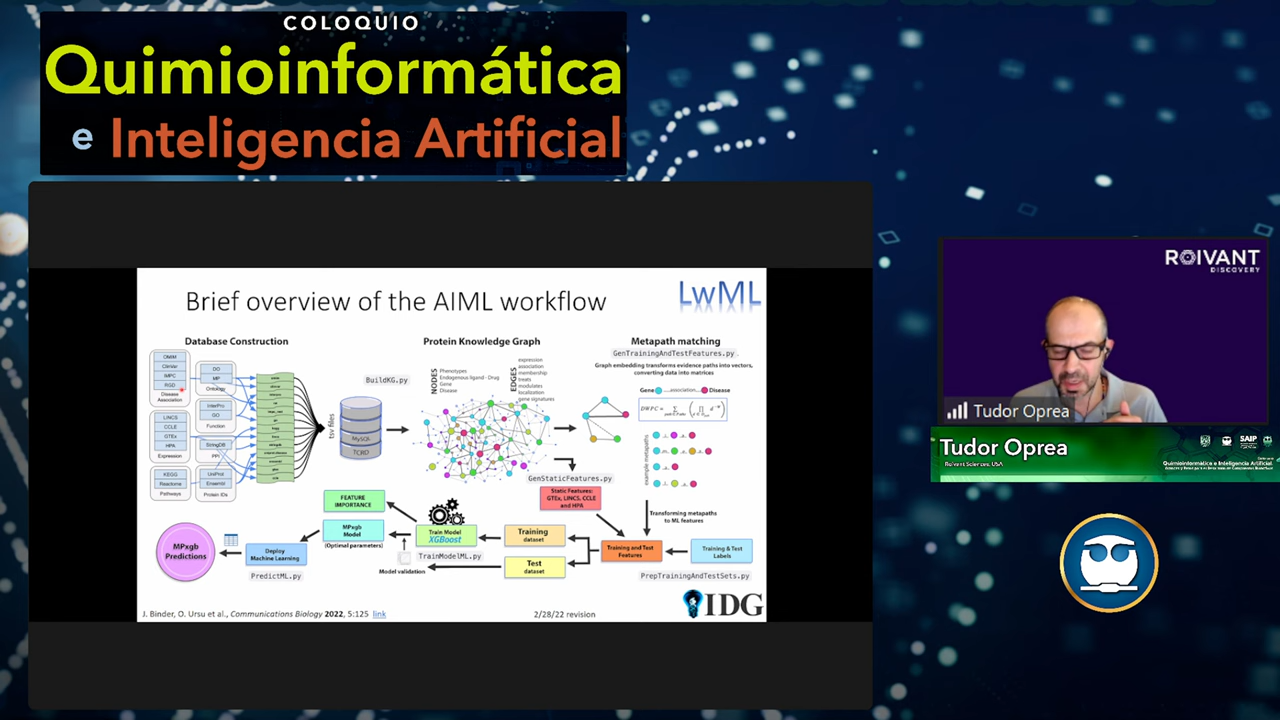 COLOQUIO
Quimioinformática
e Inteligencia Artificial
Brief overview of the AIML workflow
LwML
Database Construction
Protein Knowledge Graph
Metapath matching
GenTrainingAndTestFeatures.py
Graph embedding transforms evidence paths into vectors,
converting data into matrices
OMIM
ClinVar
IMPC
RGD
Disease
Association
DO
MP
Ontology
InterPro
GO
Function
LINCS
CCLE
GTEx
HPA
Expression
StringDB
PPI
KEGG
Reactome
Pathways
UniProt
Ensembl
Protein IDs
tsv files
BuildKG.py
MySQL
TCRD
NODES
Phenotypes
Endogenous ligand - Drug
Gene
Disease
EDGES
expression
association
membership
treats
modulates
localization
gene signatures
Gene
association
Disease
example metapaths
GenStaticFeatures.py
Static Features:
GTEx, LINCS, CCLE
and HPA
Transforming metapaths
to ML features
FEATURE
IMPORTANCE
MPxgb
Model
(Optimal parameters)
Train Model
XGBoost
TrainModelML.py
Model validation
Training
dataset
Test
dataset
Training and Test
Features
Training & Test
Labels
PrepTrainingAndTestSets.py
MPxgb
Predictions
Deploy
Machine Learning
PredictML.py
J. Binder, O. Ursu et al., Communications Biology 2022, 5:125 link
2/28/22 revision
IDG
ROIVANT
DISCOVERY
Tudor Oprea
Tudor Oprea
Roivant Sciences, USA
SAIP
Quimioinformática e Inteligencia Artificial